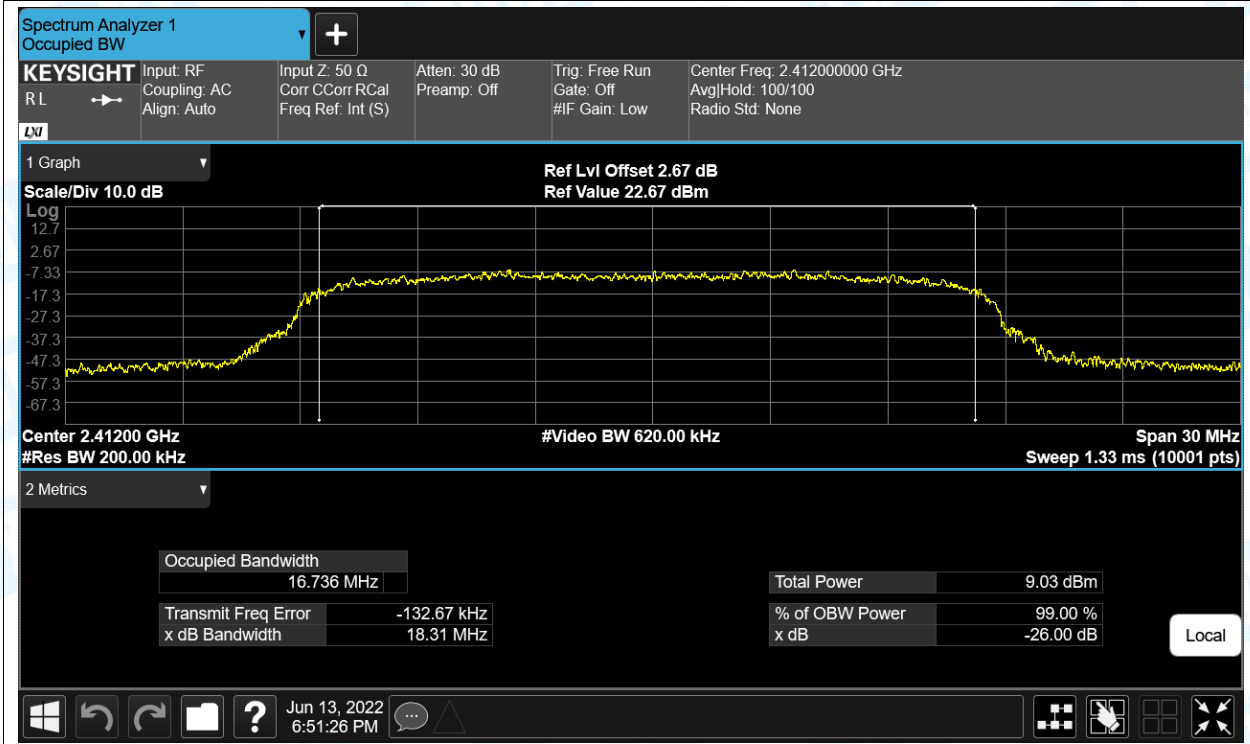 Spectrum Analyzer 1
Occupied BW
KEYSIGHT
R L
LXI
Input: RF
Coupling: AC
Align: Auto
Input Z: 50 Ω
Corr CCorr RCal
Freq Ref: Int (S)
Atten: 30 dB
Preamp: Off
Trig: Free Run
Gate: Off
#IF Gain: Low
Center Freq: 2.412000000 GHz
Avg|Hold: 100/100
Radio Std: None
1 Graph
Scale/Div 10.0 dB
Ref Lvl Offset 2.67 dB
Ref Value 22.67 dBm
Log
12.7
2.67
-7.33
-17.3
-27.3
-37.3
-47.3
-57.3
-67.3
Center 2.41200 GHz
#Video BW 620.00 kHz
Span 30 MHz
#Res BW 200.00 kHz
Sweep 1.33 ms (10001 pts)
2 Metrics
Occupied Bandwidth
16.736 MHz
Total Power 9.03 dBm
Transmit Freq Error -132.67 kHz
% of OBW Power 99.00 %
x dB Bandwidth 18.31 MHz
x dB -26.00 dB
Local
?
Jun 13, 2022
6:51:26 PM